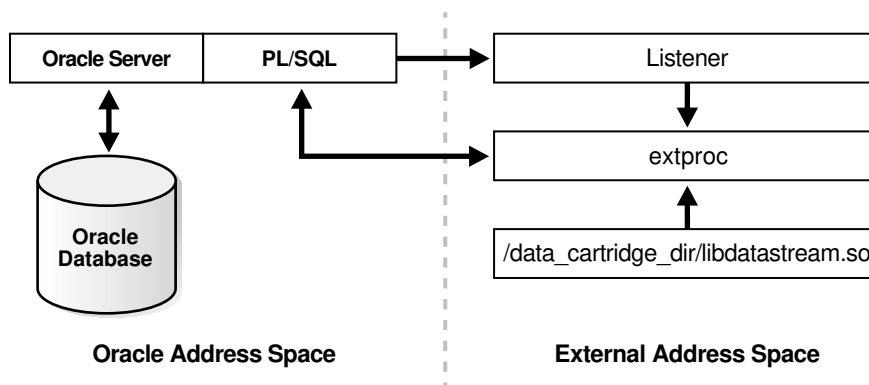 Oracle Server
PL/SQL
Listener
extproc
Oracle
Database
/data_cartridge_dir/libdatastream.so
Oracle Address Space
External Address Space